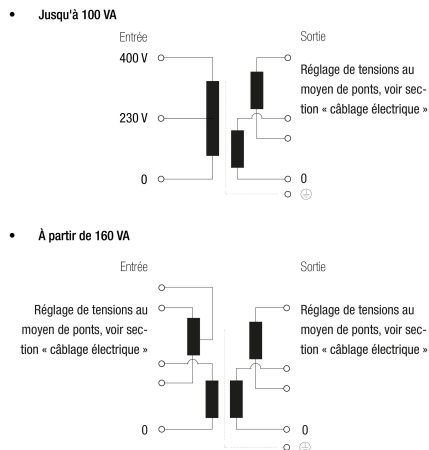 • Jusqu'à 100 VA
Entrée
Sortie
400 V
Réglage de tensions au
moyen de ponts, voir sec-
tion « câblage électrique »
230 V
0
0
• À partir de 160 VA
Entrée
Sortie
Réglage de tensions au
moyen de ponts, voir sec-
tion « câblage électrique »
Réglage de tensions au
moyen de ponts, voir sec-
tion « câblage électrique »
0
0